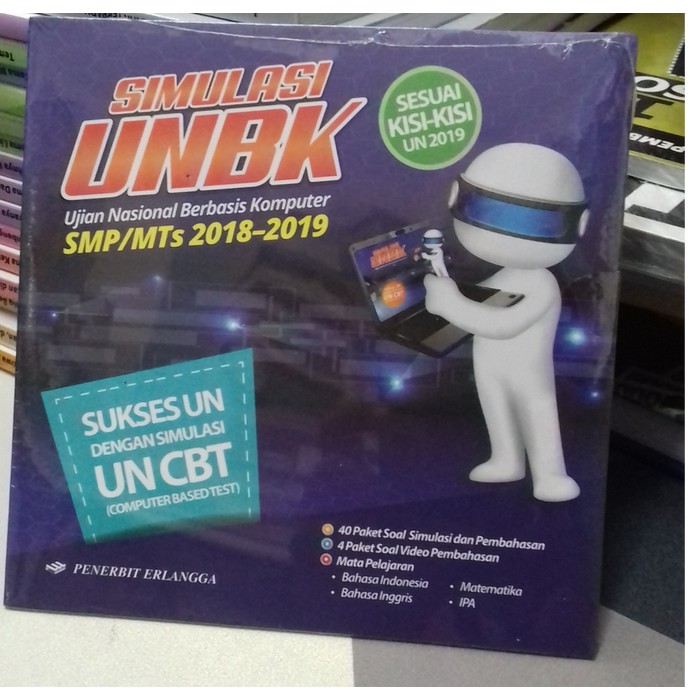 SIMULASI
UNBK
Ujian Nasional Berbasis Komputer
SMP/MTs 2018–2019
SESUAI
KISI-KISI
UN 2019
SUKSES UN
DENGAN SIMULASI
UN CBT
(COMPUTER BASED TEST)
40 Paket Soal Simulasi dan Pembahasan
4 Paket Soal Video Pembahasan
Mata Pelajaran
• Bahasa Indonesia
• Bahasa Inggris
• Matematika
• IPA
PENERBIT ERLANGGA